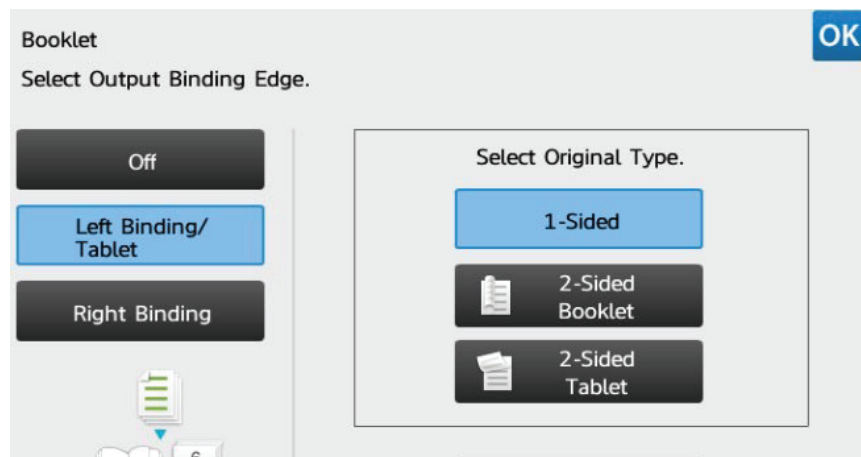 Booklet
OK
Select Output Binding Edge.
Off
Left Binding/
Tablet
Right Binding
Select Original Type.
1-Sided
2-Sided
Booklet
2-Sided
Tablet